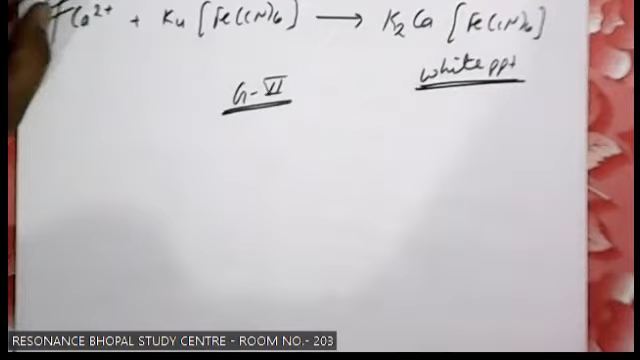 Ca²⁺ + K₄ [Fe(CN)₆] ⟶ K₂Ca [Fe(CN)₆]
white ppt
G-VI
RESONANCE BHOPAL STUDY CENTRE - ROOM NO.- 203